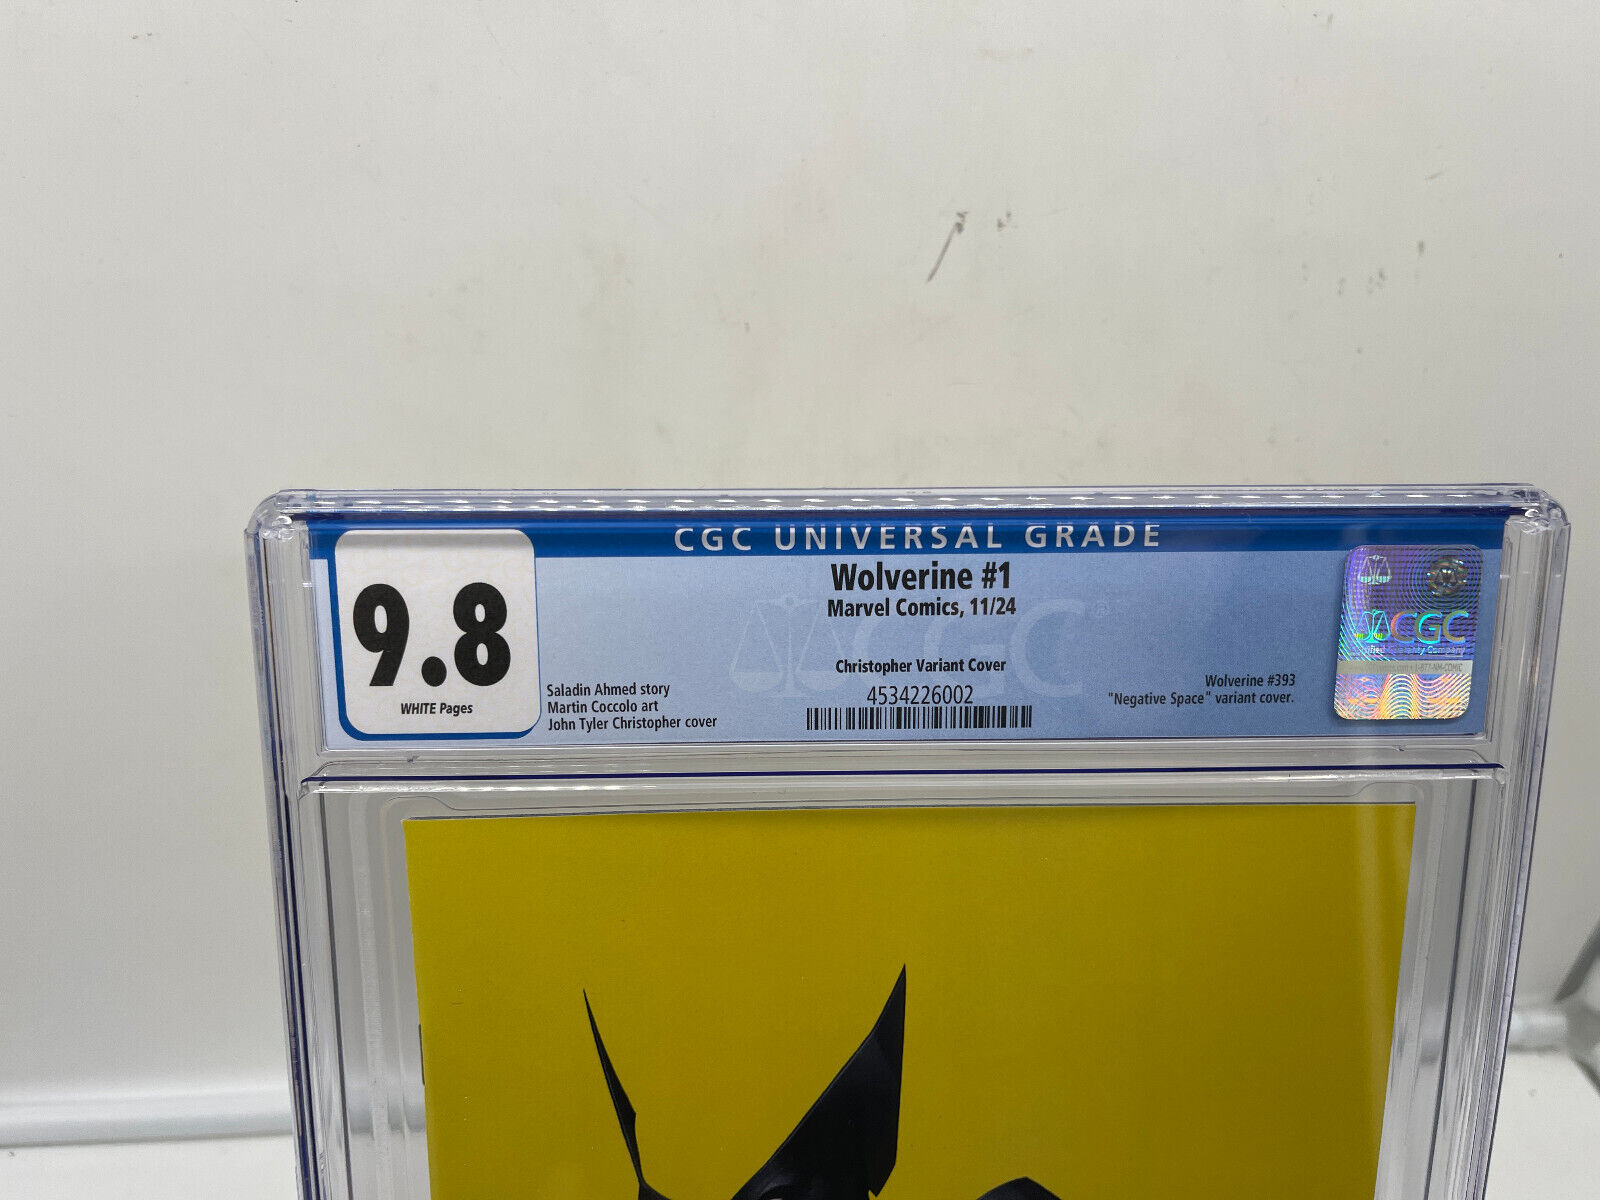 CGC UNIVERSAL GRADE
9.8
WHITE Pages
Wolverine #1
Marvel Comics, 11/24
Christopher Variant Cover
4534226002
Saladin Ahmed story
Martin Coccolo art
John Tyler Christopher cover
Wolverine #393
"Negative Space" variant cover.
CGC
CGC